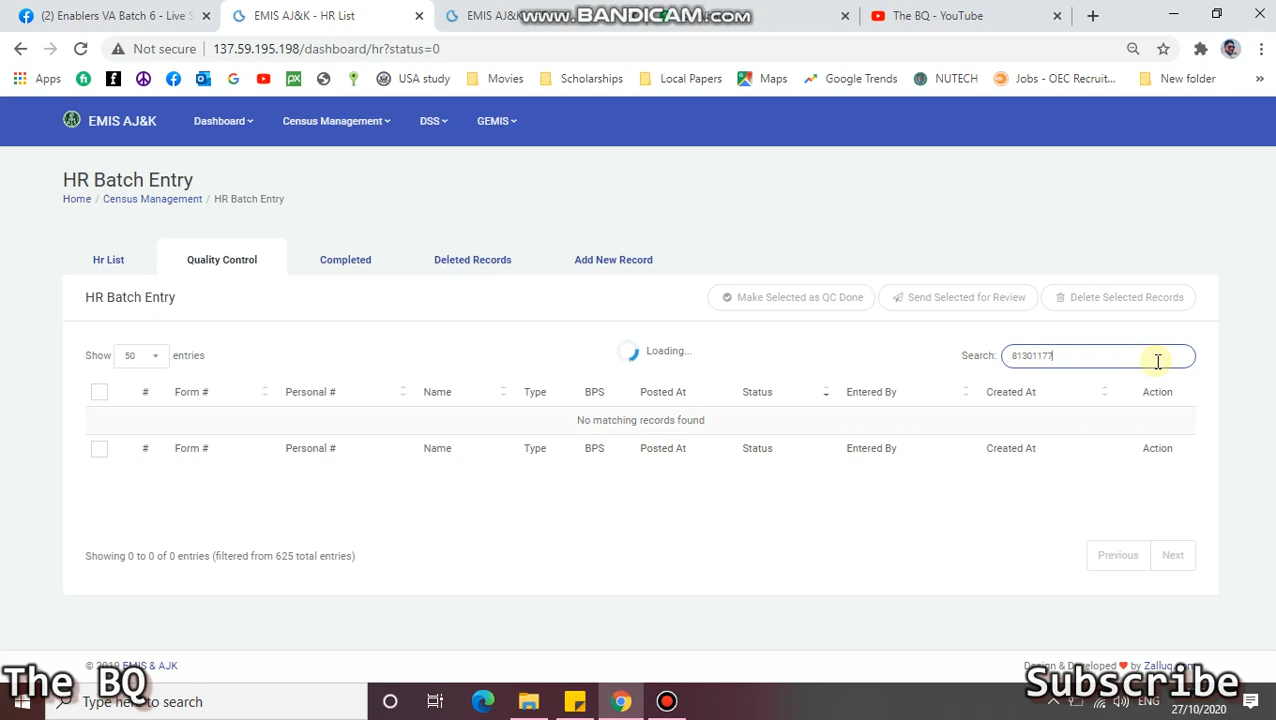 (2) Enablers VA Batch 6 - Live
EMIS AJ&K - HR List
EMIS AJ&K
WWW.BANDICAM.COM
The BQ - YouTube
Not secure
137.59.195.198/dashboard/hr?status=0
Apps
USA study
Movies
Scholarships
Local Papers
Maps
Google Trends
NUTECH
Jobs - OEC Recruit...
New folder
EMIS AJ&K
Dashboard
Census Management
DSS
GEMIS
HR Batch Entry
Home / Census Management / HR Batch Entry
Hr List
Quality Control
Completed
Deleted Records
Add New Record
HR Batch Entry
Make Selected as QC Done
Send Selected for Review
Delete Selected Records
Show 50 entries
Loading...
Search: 81301177
# Form # Personal # Name Type BPS Posted At Status Entered By Created At Action
No matching records found
# Form # Personal # Name Type BPS Posted At Status Entered By Created At Action
Showing 0 to 0 of 0 entries (filtered from 625 total entries)
Previous
Next
© 2019 EMIS & AJK
Design & Developed by
The BQ
Subscribe
Type here to search
ENG
27/10/2020